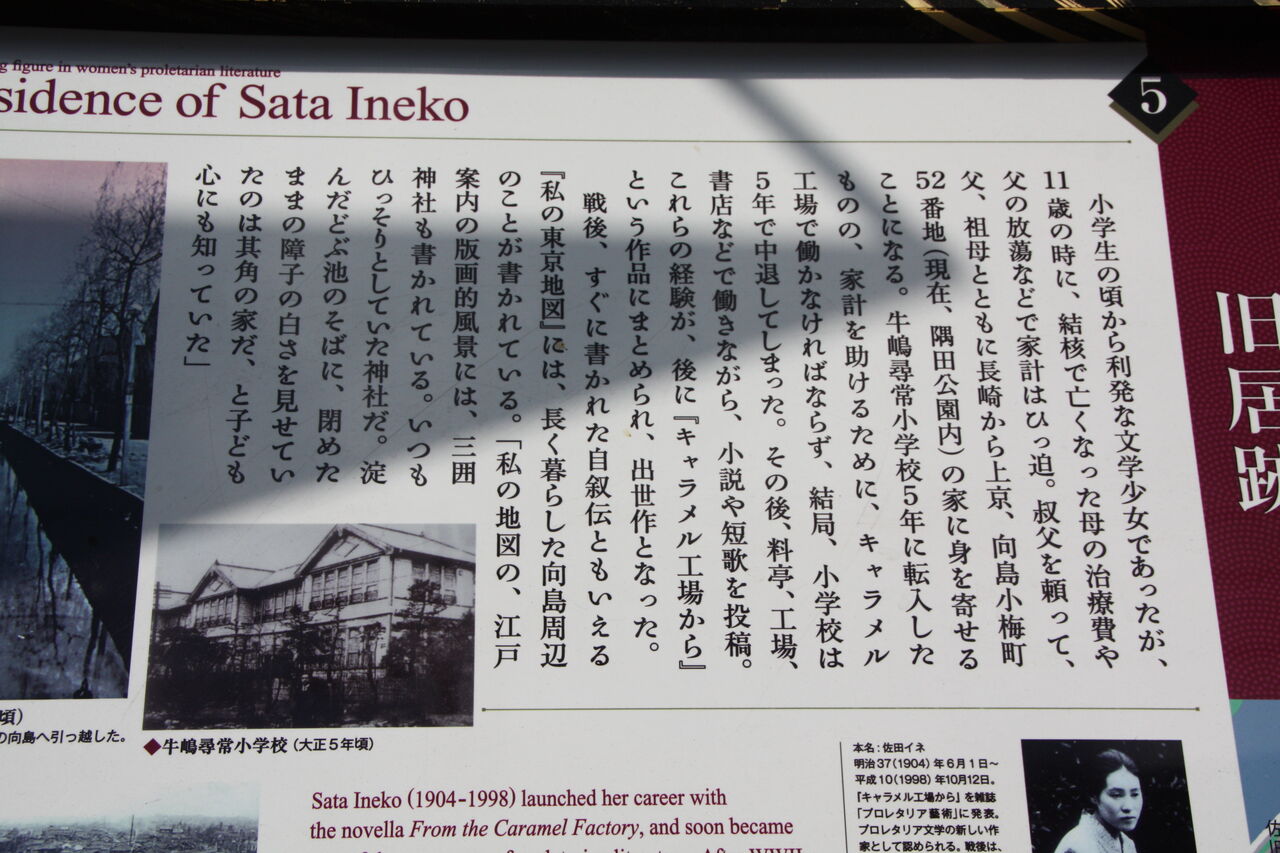 g figure in women's proletarian literature
sidence of Sata Ineko
5
旧居跡
小学生の頃から利発な文学少女であったが、
11歳の時に、結核で亡くなった母の治療費や
父の放蕩などで家計はひっ迫。叔父を頼って、
父、祖母とともに長崎から上京、向島小梅町
52番地(現在、隅田公園内)の家に身を寄せる
ことになる。牛嶋尋常小学校5年に転入した
ものの、家計を助けるために、キャラメル
工場で働かなければならず、結局、小学校は
5年で中退してしまった。その後、料亭、工場、
書店などで働きながら、小説や短歌を投稿。
これらの経験が、後に『キャラメル工場から』
という作品にまとめられ、出世作となった。
戦後、すぐに書かれた自叙伝ともいえる
『私の東京地図』には、長く暮らした向島周辺
のことが書かれている。「私の地図の、江戸
案内の版画的風景には、三囲
神社も書かれている。いつも
ひっそりとしていた神社だ。淀
んだどぶ池のそばに、閉めた
ままの障子の白さを見せてい
たのは其角の家だ、と子ども
心にも知っていた」
頃)
の向島へ引っ越した。
◆牛嶋尋常小学校(大正5年頃)
Sata Ineko (1904-1998) launched her career with
the novella From the Caramel Factory, and soon became
本名:佐田イネ
明治37(1904)年6月1日~
平成10(1998)年10月12日。
「キャラメル工場から」を雑誌
「プロレタリア藝術」に発表。
プロレタリア文学の新しい作
家として認められる。戦後は、